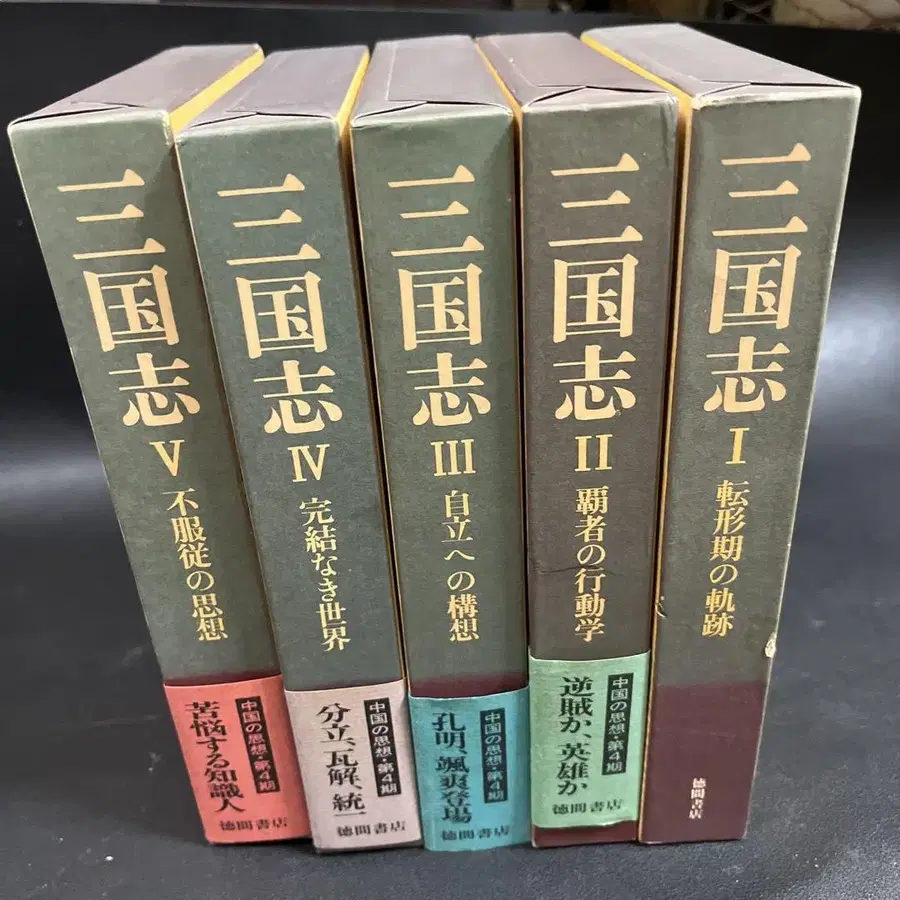 三国志 V 不服従の思想
中国の思想・第4期
苦悩する知識人
徳間書店
三国志 IV 完結なき世界
中国の思想・第4期
分立、瓦解、統一
徳間書店
三国志 III 自立への構想
中国の思想・第4期
孔明、颯爽登場
徳間書店
三国志 II 覇者の行動学
中国の思想・第4期
逆賊か、英雄か
徳間書店
三国志 I 転形期の軌跡
徳間書店